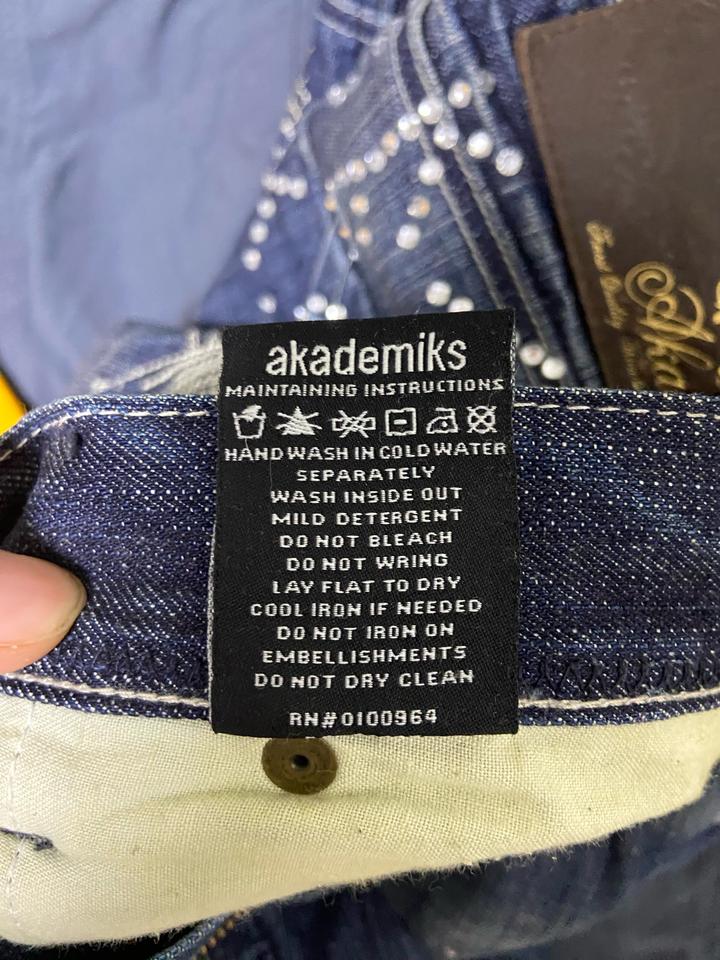 akademiks
MAINTAINING INSTRUCTIONS
HAND WASH IN COLD WATER
SEPARATELY
WASH INSIDE OUT
MILD DETERGENT
DO NOT BLEACH
DO NOT WRING
LAY FLAT TO DRY
COOL IRON IF NEEDED
DO NOT IRON ON
EMBELLISHMENTS
DO NOT DRY CLEAN
RN#0100964
Aka